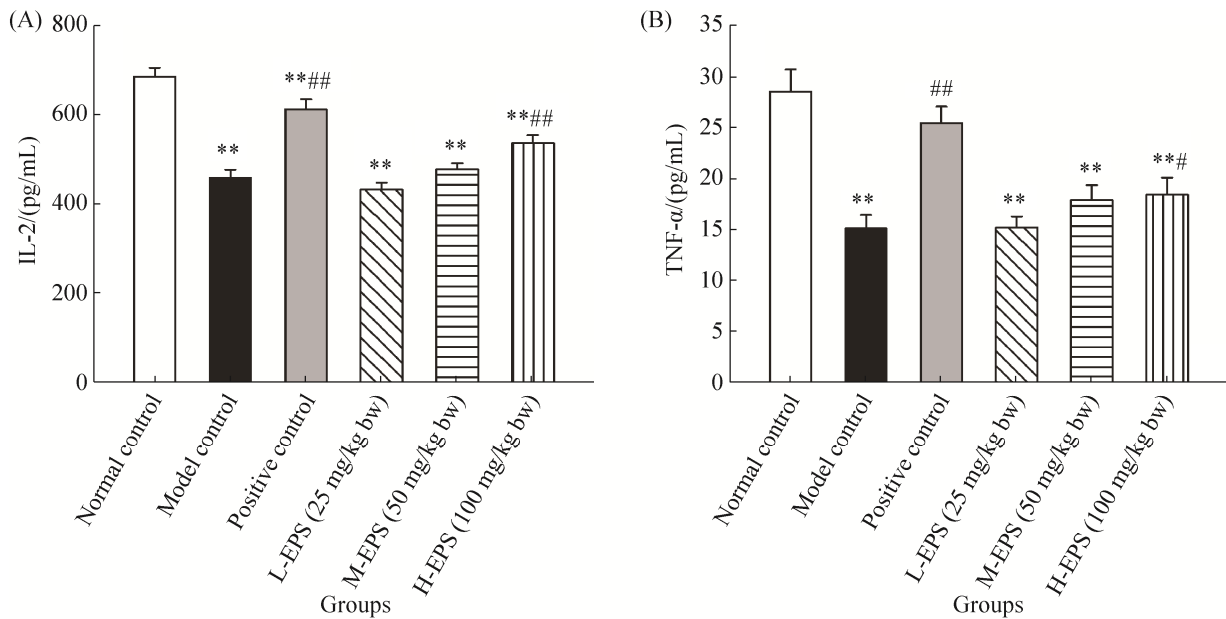 (A)
IL-2/(pg/mL)
800
600
400
200
0
**
**##
**
**
**##
Normal control
Model control
Positive control
L-EPS (25 mg/kg bw)
M-EPS (50 mg/kg bw)
H-EPS (100 mg/kg bw)
Groups
(B)
TNF-α/(pg/mL)
35
30
25
20
15
10
5
0
**
##
**
**
**#
Normal control
Model control
Positive control
L-EPS (25 mg/kg bw)
M-EPS (50 mg/kg bw)
H-EPS (100 mg/kg bw)
Groups